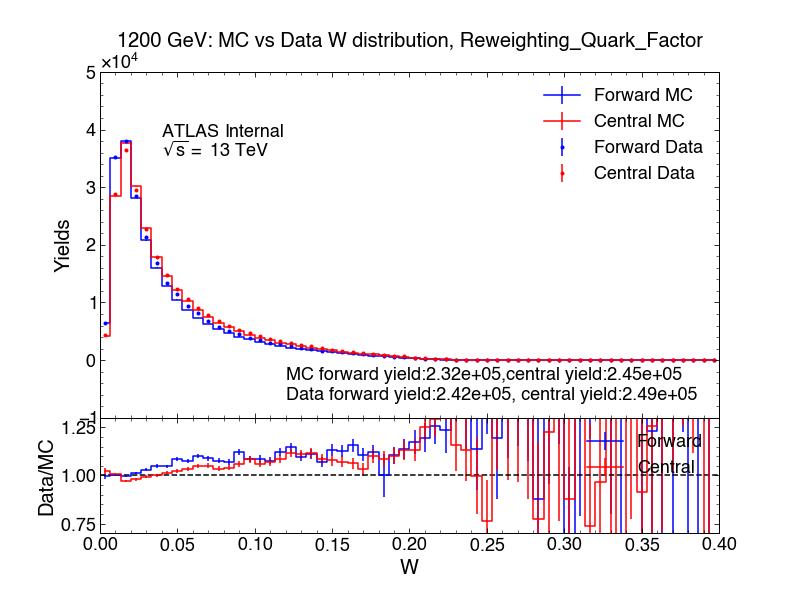 1200 GeV: MC vs Data W distribution, Reweighting_Quark_Factor
×10⁴
5
4
3
2
1
0
−1
Yields
ATLAS Internal
√s = 13 TeV
Forward MC
Central MC
Forward Data
Central Data
MC forward yield:2.32e+05,central yield:2.45e+05
Data forward yield:2.42e+05, central yield:2.49e+05
1.25
1.00
0.75
Data/MC
Forward
Central
0.00 0.05 0.10 0.15 0.20 0.25 0.30 0.35 0.40
W